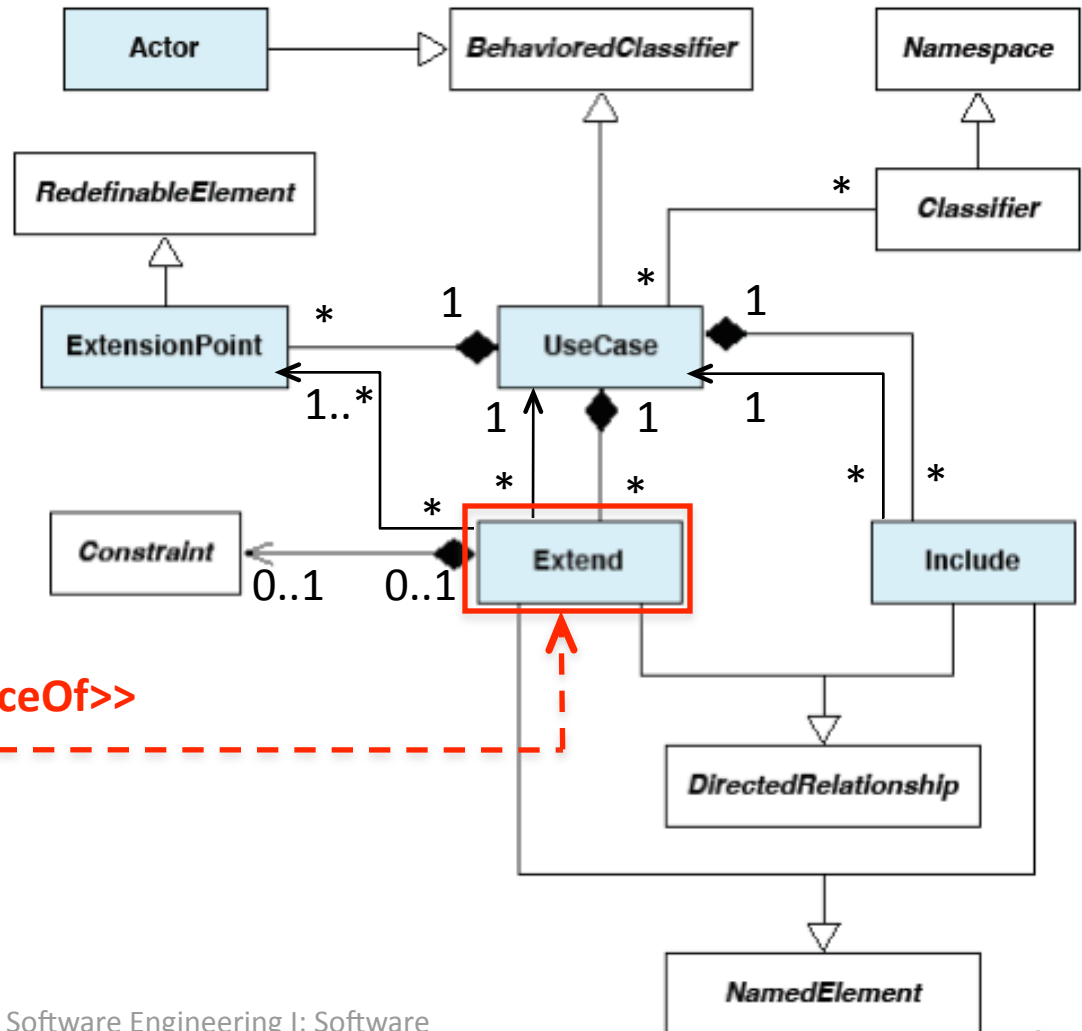 Actor
BehavioredClassifier
Namespace
RedefinableElement
*
Classifier
*
*
1
1
ExtensionPoint
UseCase
1..*
1
1
1
*
*
*
*
*
Constraint
Extend
Include
0..1
0..1
ceOf>>
DirectedRelationship
NamedElement
Software Engineering I: Software